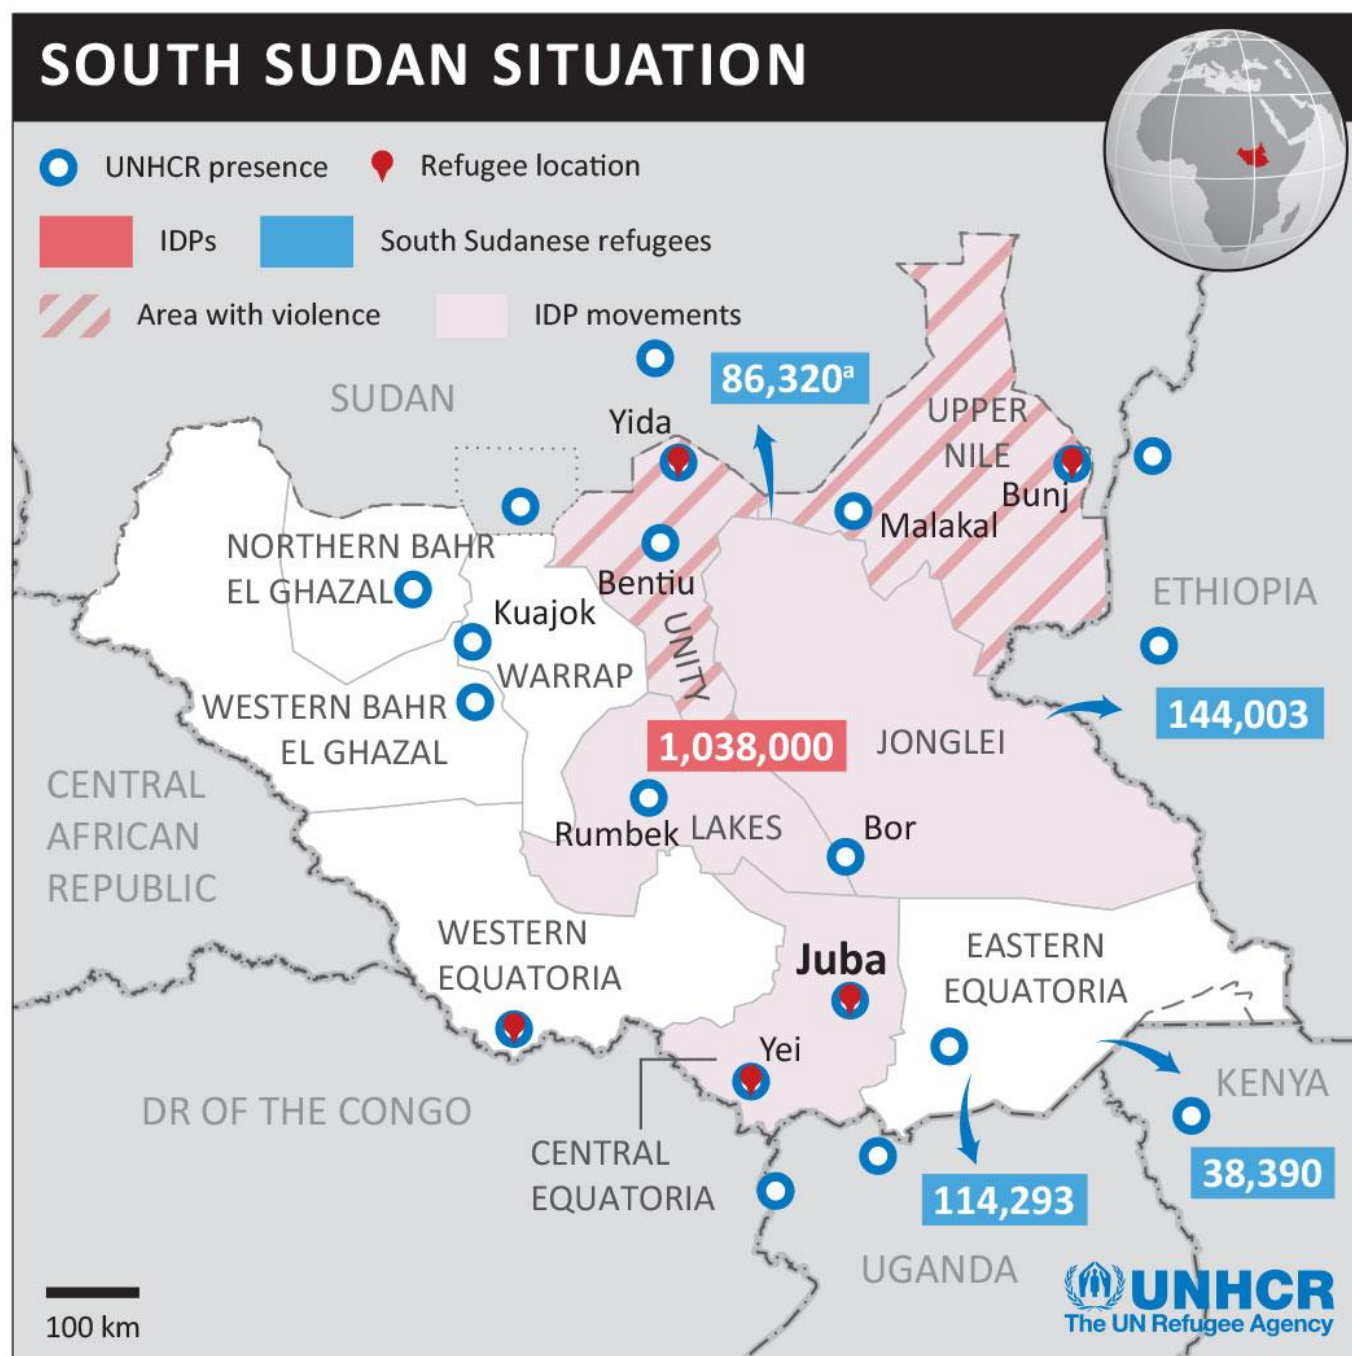 SOUTH SUDAN SITUATION
UNHCR presence
Refugee location
IDPs
South Sudanese refugees
Area with violence
IDP movements
SUDAN
86,320ᵃ
Yida
UPPER
NILE
Bunj
Malakal
NORTHERN BAHR
EL GHAZAL
Bentiu
Kuajok
ETHIOPIA
UNITY
WARRAP
WESTERN BAHR
EL GHAZAL
144,003
1,038,000
JONGLEI
CENTRAL
AFRICAN
REPUBLIC
Rumbek
LAKES
Bor
WESTERN
EQUATORIA
Juba
EASTERN
EQUATORIA
Yei
KENYA
DR OF THE CONGO
CENTRAL
EQUATORIA
38,390
114,293
UGANDA
100 km
UNHCR
The UN Refugee Agency